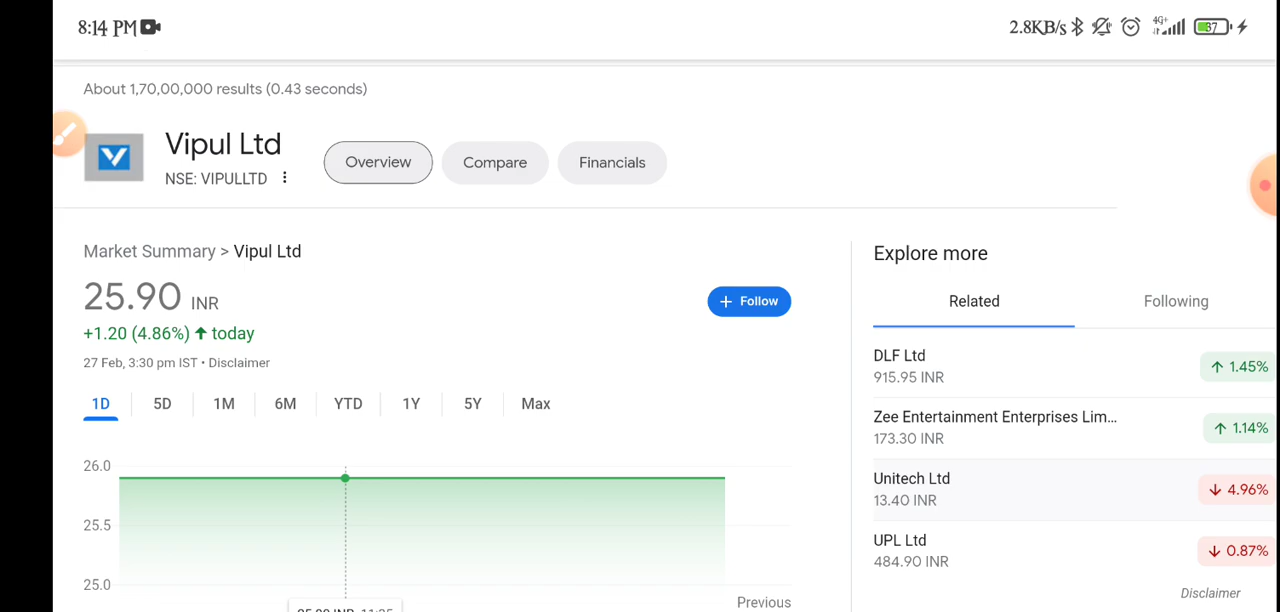 8:14 PM
2.8KB/s 4G+ 37
About 1,70,00,000 results (0.43 seconds)
Vipul Ltd
NSE: VIPULLTD
Overview Compare Financials
Market Summary > Vipul Ltd
25.90 INR
+ Follow
+1.20 (4.86%) ↑ today
27 Feb, 3:30 pm IST • Disclaimer
1D 5D 1M 6M YTD 1Y 5Y Max
26.0
25.5
25.0
Previous
Explore more
Related Following
DLF Ltd
915.95 INR
↑ 1.45%
Zee Entertainment Enterprises Lim...
173.30 INR
↑ 1.14%
Unitech Ltd
13.40 INR
↓ 4.96%
UPL Ltd
484.90 INR
↓ 0.87%
Disclaimer